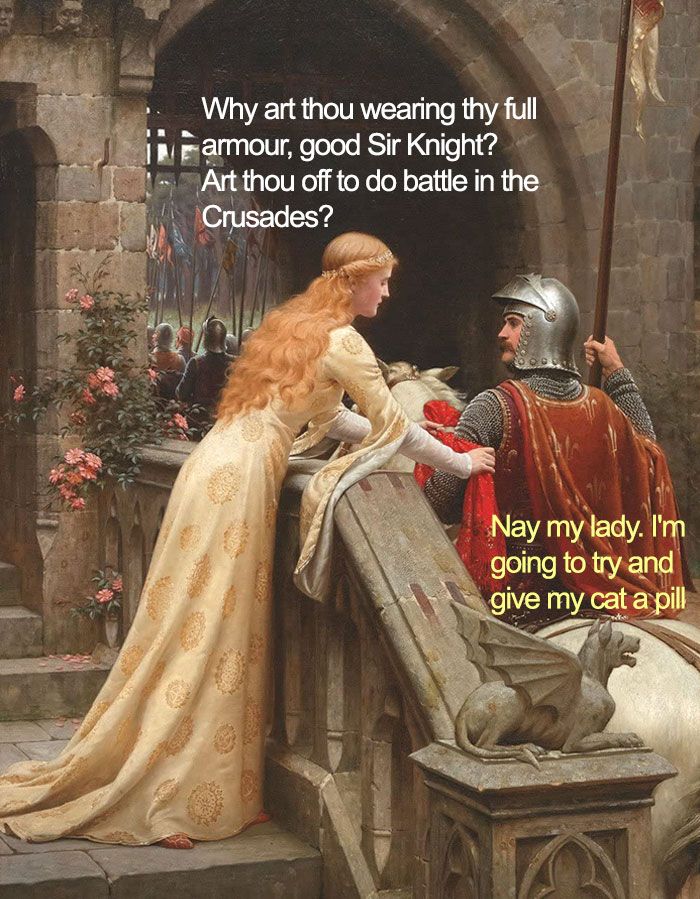 Why art thou wearing thy full
armour, good Sir Knight?
Art thou off to do battle in the
Crusades?
Nay my lady. I'm
going to try and
give my cat a pill